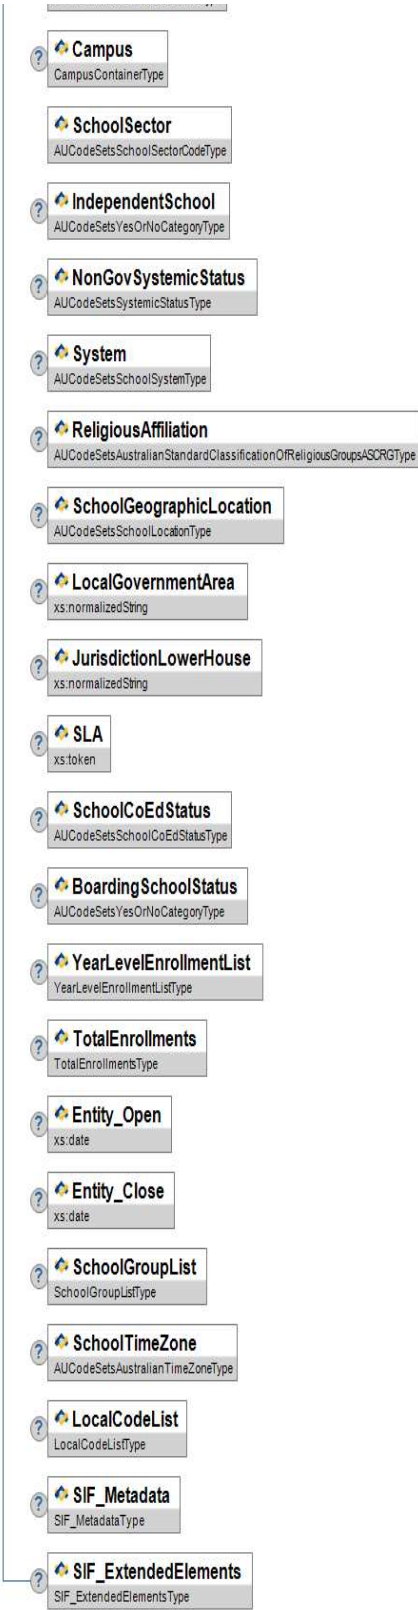 ?
Campus
CampusContainerType
SchoolSector
AUCodeSetsSchoolSectorCodeType
?
IndependentSchool
AUCodeSetsYesOrNoCategoryType
?
NonGovSystemicStatus
AUCodeSetsSystemicStatusType
?
System
AUCodeSetsSchoolSystemType
?
ReligiousAffiliation
AUCodeSetsAustralianStandardClassificationOfReligiousGroupsASCRGType
?
SchoolGeographicLocation
AUCodeSetsSchoolLocationType
?
LocalGovernmentArea
xs:normalizedString
?
JurisdictionLowerHouse
xs:normalizedString
?
SLA
xs:token
?
SchoolCoEdStatus
AUCodeSetsSchoolCoEdStatusType
?
BoardingSchoolStatus
AUCodeSetsYesOrNoCategoryType
?
YearLevelEnrollmentList
YearLevelEnrollmentListType
?
TotalEnrollments
TotalEnrollmentsType
?
Entity_Open
xs:date
?
Entity_Close
xs:date
?
SchoolGroupList
SchoolGroupListType
?
SchoolTimeZone
AUCodeSetsAustralianTimeZoneType
?
LocalCodeList
LocalCodeListType
?
SIF_Metadata
SIF_MetadataType
?
SIF_ExtendedElements
SIF_ExtendedElementsType